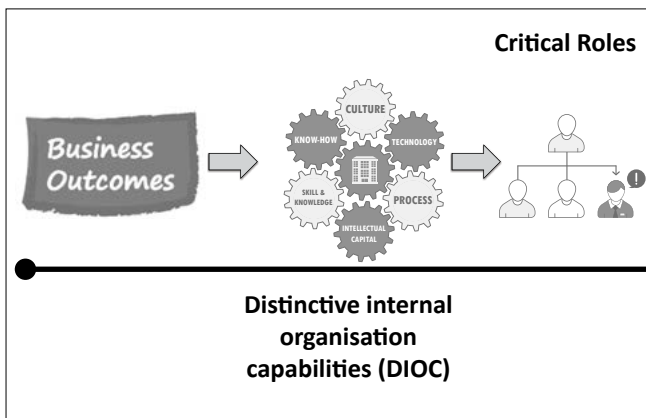 Critical Roles
Business
Outcomes
CULTURE
KNOW-HOW
TECHNOLOGY
SKILL &
KNOWLEDGE
PROCESS
INTELLECTUAL
CAPITAL
!
Distinctive internal
organisation
capabilities (DIOC)